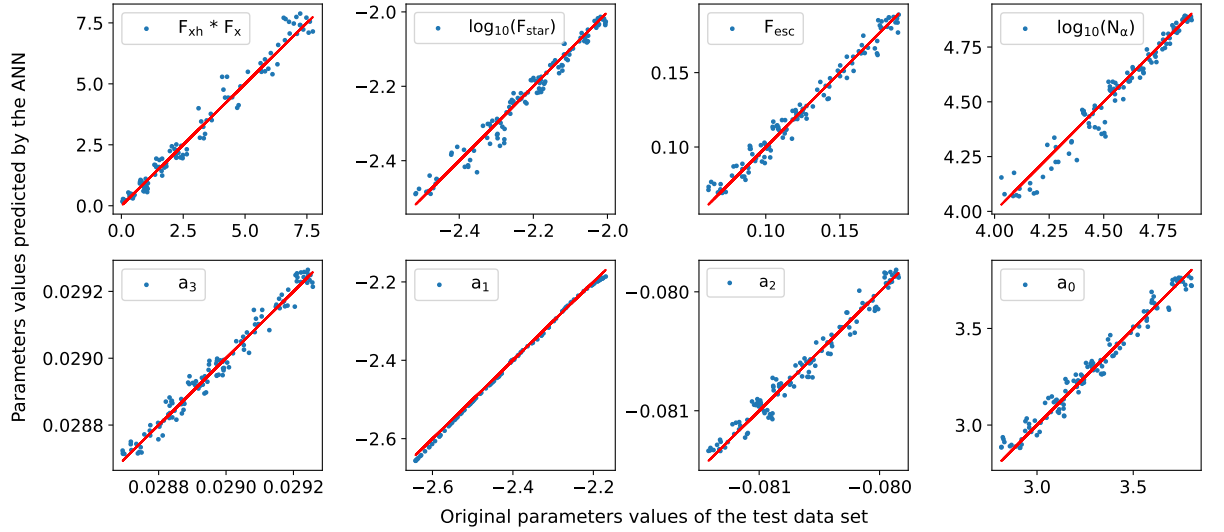 Parameters values predicted by the ANN
7.5
5.0
2.5
0.0
0.0 2.5 5.0 7.5
F_xh * F_x
−2.0
−2.2
−2.4
−2.4 −2.2 −2.0
log₁₀(F_star)
0.15
0.10
0.10 0.15
F_esc
4.75
4.50
4.25
4.00
4.00 4.25 4.50 4.75
log₁₀(N_α)
0.0292
0.0290
0.0288
0.0288 0.0290 0.0292
a₃
−2.2
−2.4
−2.6
−2.6 −2.4 −2.2
a₁
−0.080
−0.081
−0.081 −0.080
a₂
3.5
3.0
3.0 3.5
a₀
Original parameters values of the test data set